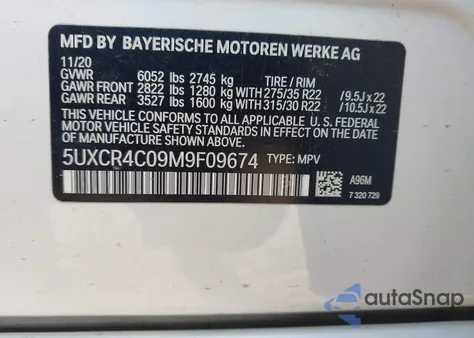 MFD BY BAYERISCHE MOTOREN WERKE AG
11/20
GVWR 6052 lbs 2745 kg TIRE / RIM
GAWR FRONT 2822 lbs 1280 kg WITH 275/35 R22 /9.5J x 22
GAWR REAR 3527 lbs 1600 kg WITH 315/30 R22 /10.5J x 22
THIS VEHICLE CONFORMS TO ALL APPLICABLE U. S. FEDERAL
MOTOR VEHICLE SAFETY STANDARDS IN EFFECT ON THE DATE OF
MANUFACTURE SHOWN ABOVE.
5UXCR4C09M9F09674 TYPE: MPV
A96M
7 320 729
autoSnap